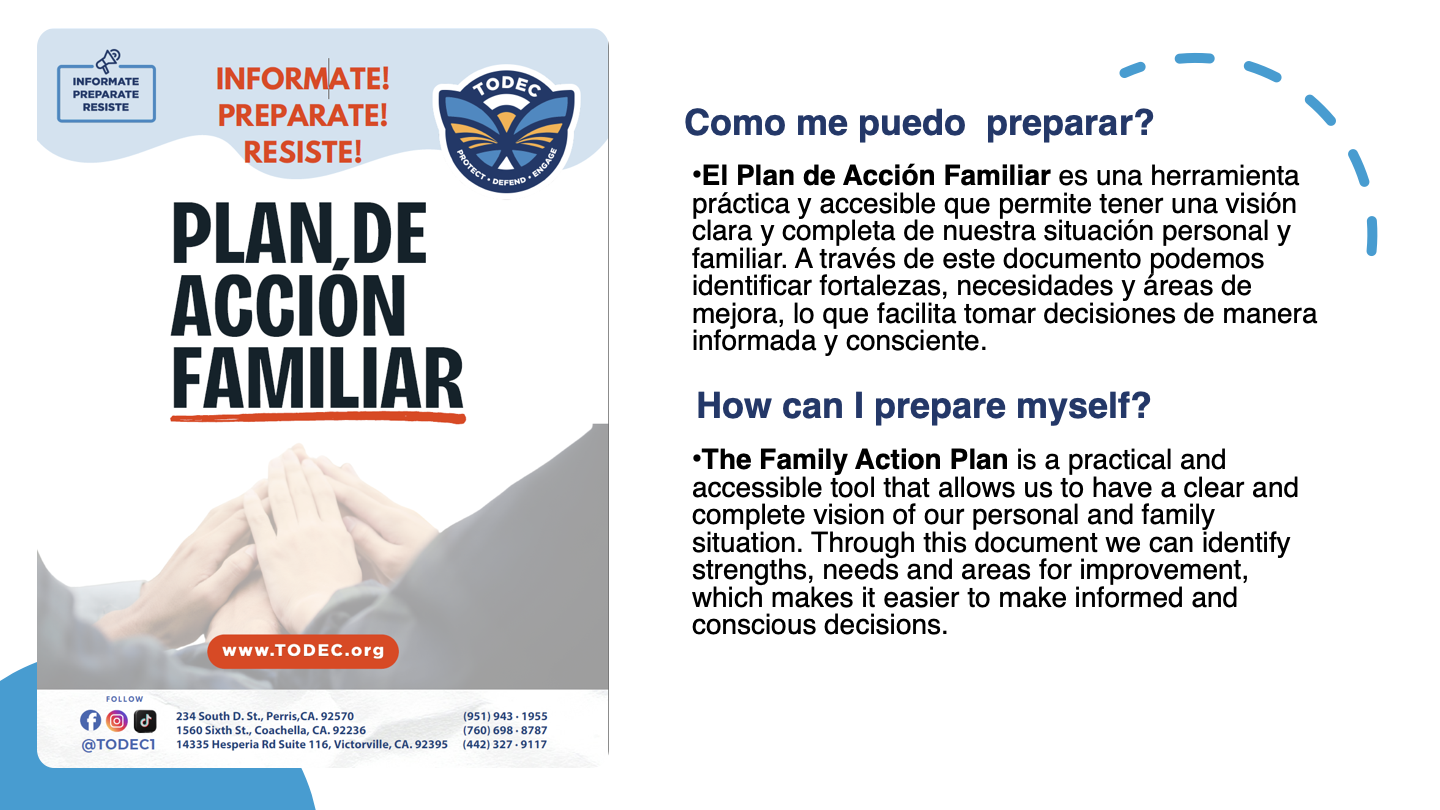 INFORMATE
PREPARATE
RESISTE
INFORMATE!
PREPARATE!
RESISTE!
TODEC
PROTECT • DEFEND • ENGAGE
PLAN DE
ACCIÓN
FAMILIAR
www.TODEC.org
FOLLOW
@TODEC1
234 South D. St., Perris,CA. 92570 (951) 943 · 1955
1560 Sixth St., Coachella, CA. 92236 (760) 698 · 8787
14335 Hesperia Rd Suite 116, Victorville, CA. 92395 (442) 327 · 9117
Como me puedo  preparar?
•El Plan de Acción Familiar es una herramienta
práctica y accesible que permite tener una visión
clara y completa de nuestra situación personal y
familiar. A través de este documento podemos
identificar fortalezas, necesidades y áreas de
mejora, lo que facilita tomar decisiones de manera
informada y consciente.
How can I prepare myself?
•The Family Action Plan is a practical and
accessible tool that allows us to have a clear and
complete vision of our personal and family
situation. Through this document we can identify
strengths, needs and areas for improvement,
which makes it easier to make informed and
conscious decisions.